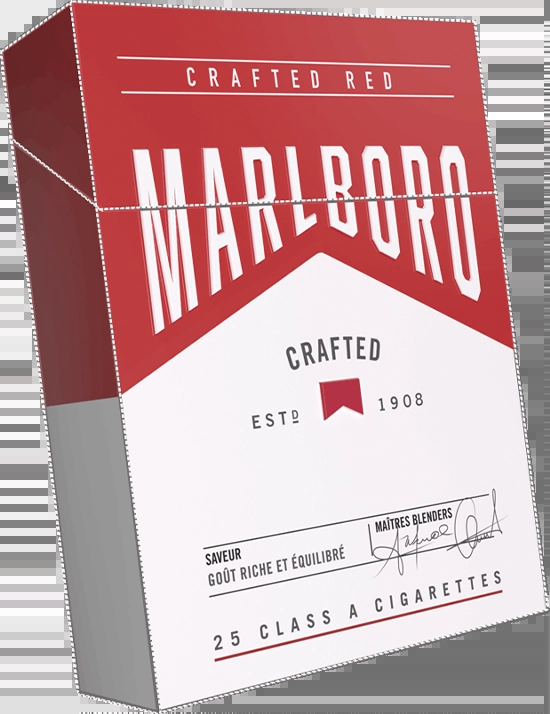 CRAFTED RED
MARLBORO
CRAFTED
ESTD 1908
SAVEUR
GOÛT RICHE ET ÉQUILIBRÉ
MAÎTRES BLENDERS
25 CLASS A CIGARETTES